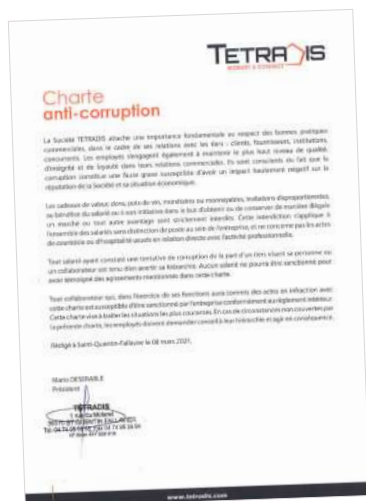 TETRADIS
Charte
anti-corruption
La Société TETRADIS attache une importance fondamentale au respect des bonnes pratiques
commerciales, dans le cadre de ses relations avec les tiers : clients, fournisseurs, institutions,
concurrents. Les employés s'engagent également à maintenir le plus haut niveau de qualité,
d'intégrité et de loyauté dans leurs relations commerciales. Ils sont conscients du fait que la
corruption constitue une faute grave susceptible d'avoir un impact hautement négatif sur la
réputation de la Société et sa situation économique.
Les cadeaux de valeur, dons, pots de vin, monétaires ou monnayables, invitations disproportionnées
au bénéfice du salarié ou à son initiative dans le but d'obtenir ou de conserver de manière illégale
un marché ou tout autre avantage sont strictement interdits. Cette interdiction s'applique à
l'ensemble des salariés sans distinction de poste au sein de l'entreprise, et ne concerne pas les actes
de courtoisie ou d'hospitalité usuels en relation directe avec l'activité professionnelle.
Tout salarié ayant constaté une tentative de corruption de la part d'un tiers visant sa personne ou
un collaborateur est tenu d'en avertir sa hiérarchie. Aucun salarié ne pourra être sanctionné pour
avoir témoigné des agissements mentionnés dans cette charte.
Tout collaborateur qui, dans l'exercice de ses fonctions aura commis des actes en infraction avec
cette charte est susceptible d'être sanctionné par l'entreprise conformément au règlement intérieur.
Cette charte vise à traiter les situations les plus courantes. En cas de circonstances non couvertes par
la présente charte, les employés doivent demander conseil à leur hiérarchie et agir en conséquence.
Rédigé à Saint-Quentin-Fallavier le 08 mars 2021,
Président
TETRADIS
www.tetradis.com